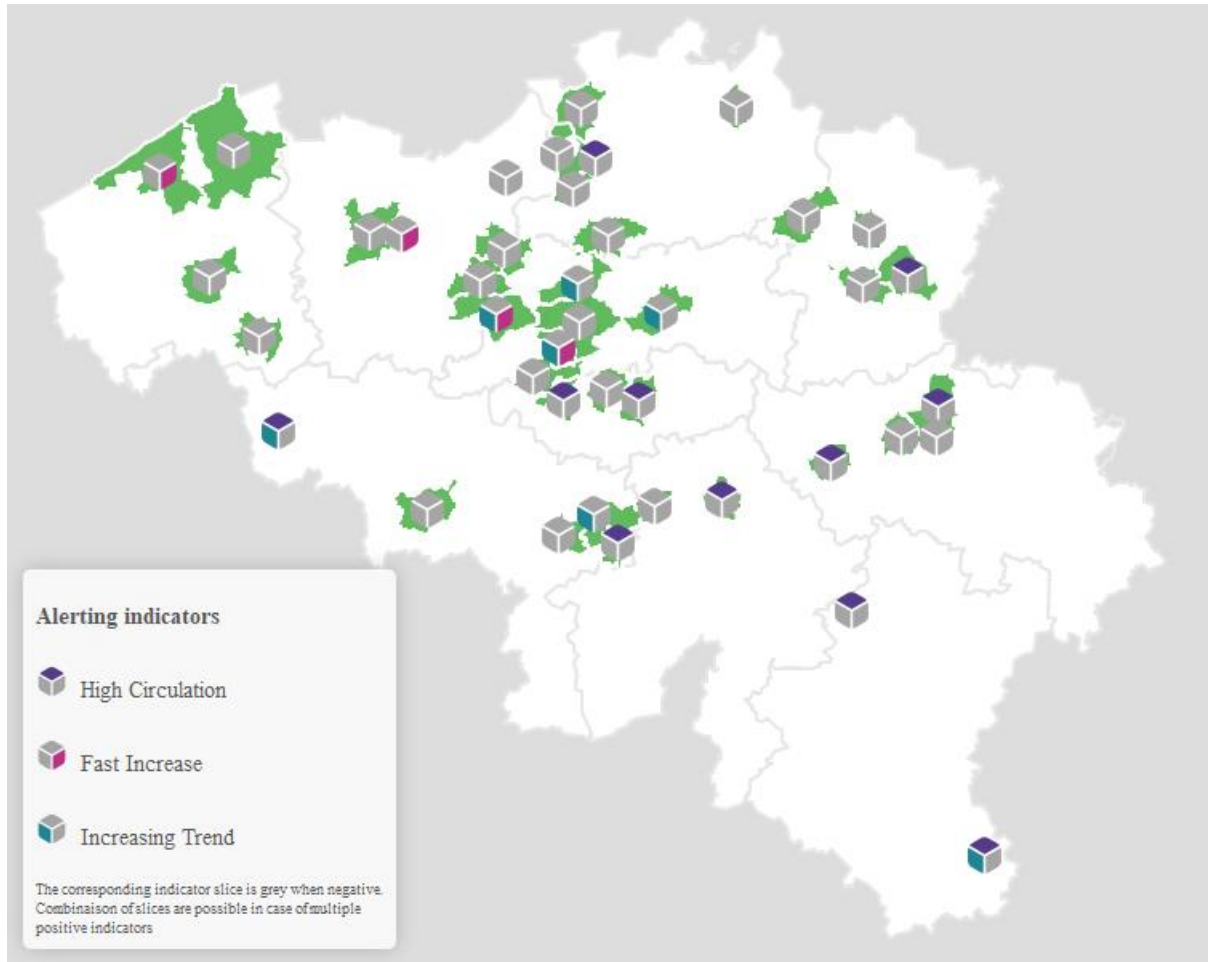 Alerting indicators
High Circulation
Fast Increase
Increasing Trend
The corresponding indicator slice is grey when negative.
Combinaison of slices are possible in case of multiple
positive indicators